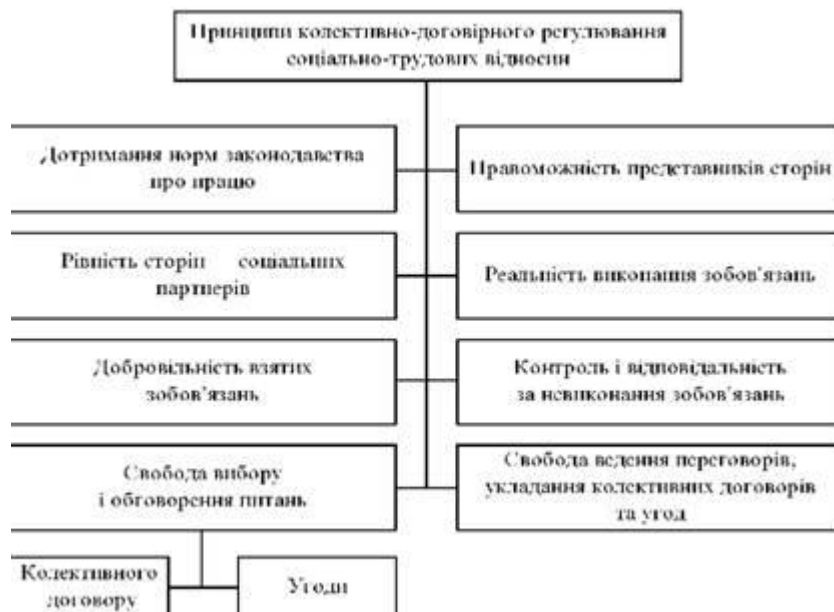 Принципи колективно-договірного регулювання
соціально-трудових відносин
Дотримання норм законодавства
про працю
Правоможність представників сторін
Рівність сторін соціальних
партнерів
Реальність виконання зобов'язань
Добровільність взятих
зобов'язань
Контроль і відповідальність
за невиконання зобов'язань
Свобода вибору
і обговорення питань
Свобода ведення переговорів,
укладання колективних договорів
та угод
Колективного
договору
Угоди